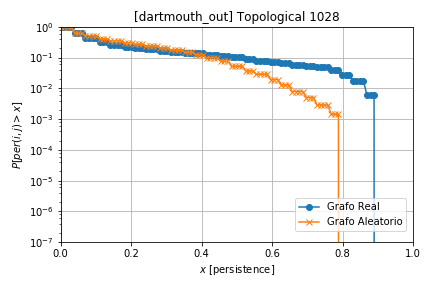 [dartmouth_out] Topological 1028
P[per(i,j) > x]
10⁰
10⁻¹
10⁻²
10⁻³
10⁻⁴
10⁻⁵
10⁻⁶
10⁻⁷
Grafo Real
Grafo Aleatorio
0.0 0.2 0.4 0.6 0.8 1.0
x [persistence]